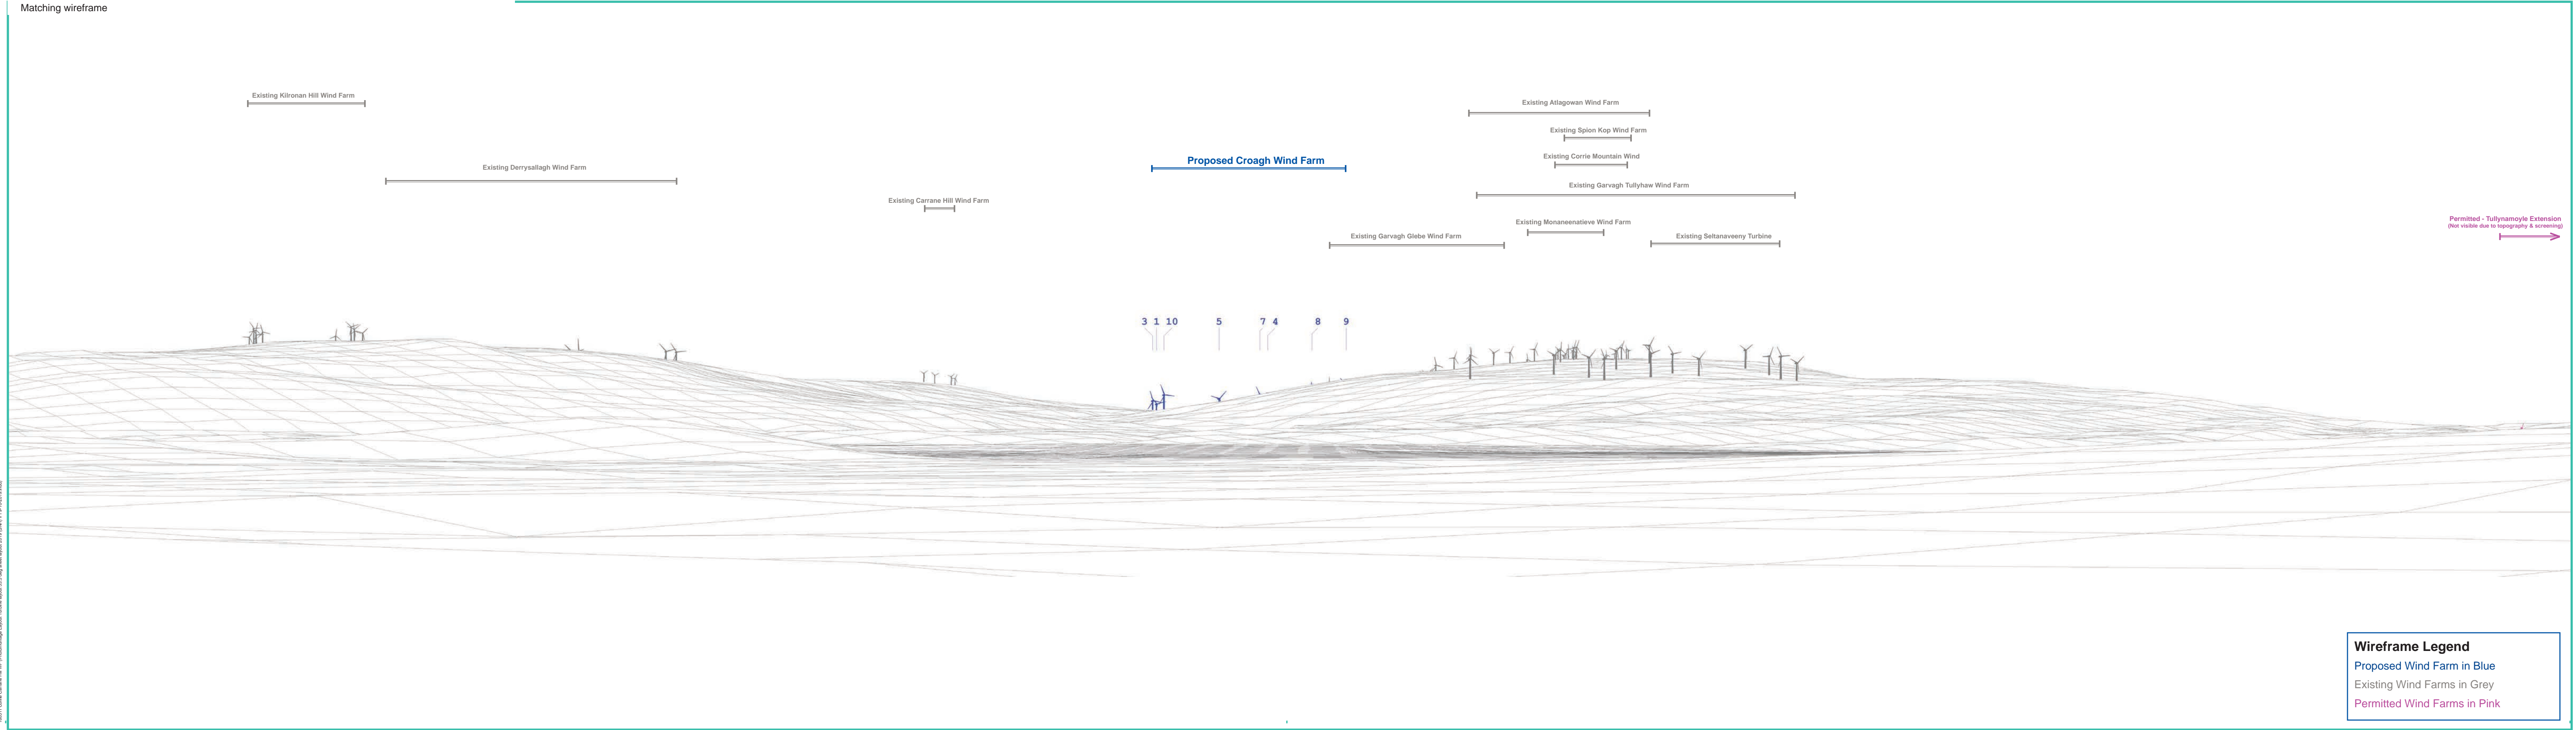 Matching wireframe
Existing Kilronan Hill Wind Farm
Existing Derrysallagh Wind Farm
Existing Carrane Hill Wind Farm
Proposed Croagh Wind Farm
Existing Garvagh Glebe Wind Farm
Existing Atlagowan Wind Farm
Existing Spion Kop Wind Farm
Existing Corrie Mountain Wind
Existing Garvagh Tullyhaw Wind Farm
Existing Monaneenatieve Wind Farm
Existing Seltanaveeny Turbine
Permitted - Tullynamoyle Extension
(Not visible due to topography & screening)
3 1 10 5 7 4 8 9
Wireframe Legend
Proposed Wind Farm in Blue
Existing Wind Farms in Grey
Permitted Wind Farms in Pink